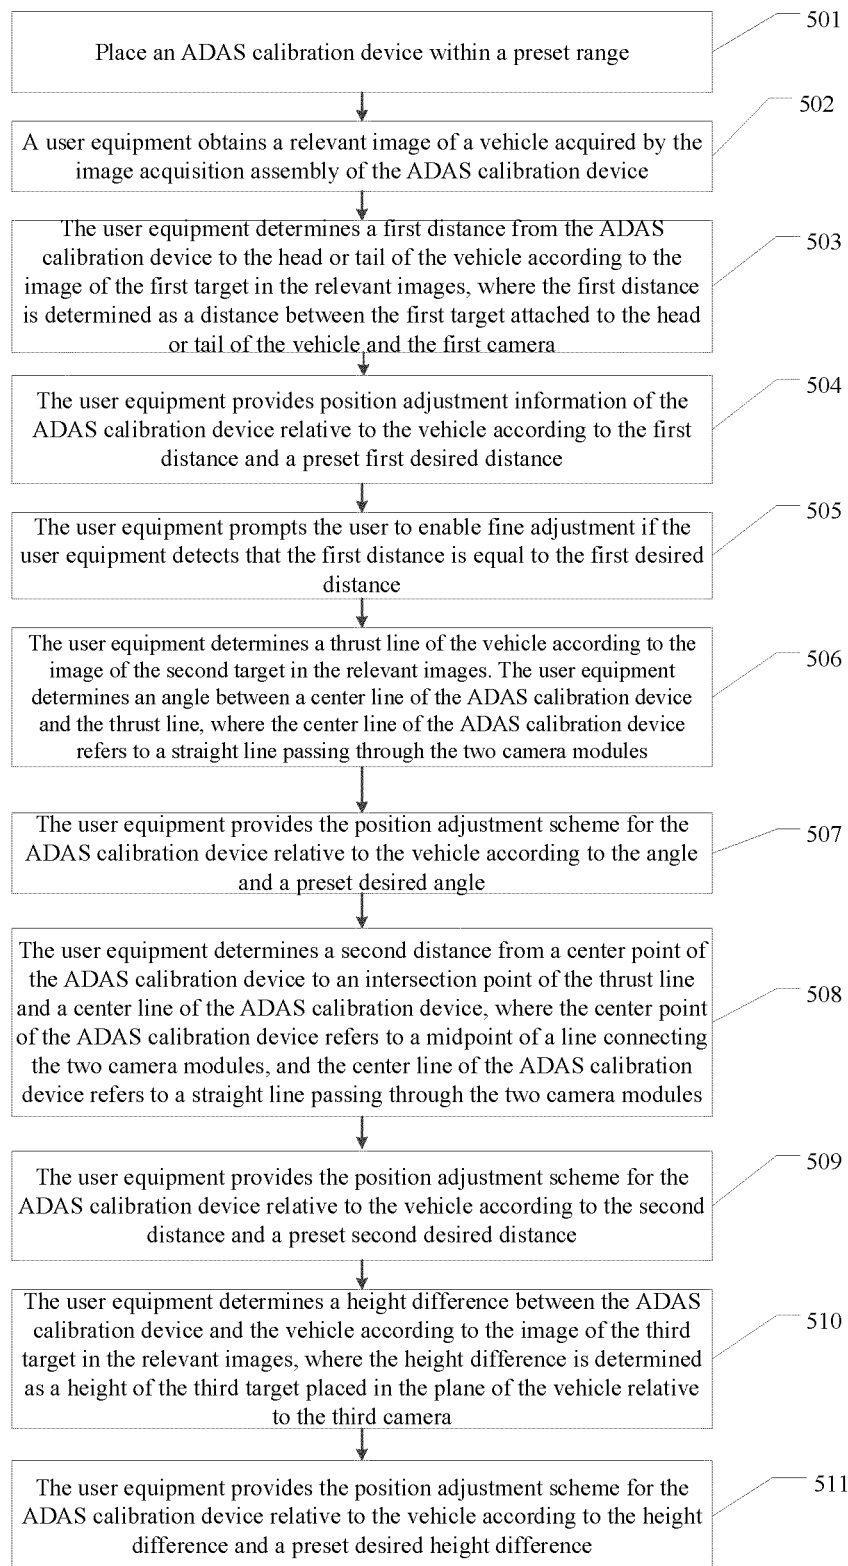 501
Place an ADAS calibration device within a preset range
502
A user equipment obtains a relevant image of a vehicle acquired by the
image acquisition assembly of the ADAS calibration device
503
The user equipment determines a first distance from the ADAS
calibration device to the head or tail of the vehicle according to the
image of the first target in the relevant images, where the first distance
is determined as a distance between the first target attached to the head
or tail of the vehicle and the first camera
504
The user equipment provides position adjustment information of the
ADAS calibration device relative to the vehicle according to the first
distance and a preset first desired distance
505
The user equipment prompts the user to enable fine adjustment if the
user equipment detects that the first distance is equal to the first desired
distance
506
The user equipment determines a thrust line of the vehicle according to the
image of the second target in the relevant images. The user equipment
determines an angle between a center line of the ADAS calibration device
and the thrust line, where the center line of the ADAS calibration device
refers to a straight line passing through the two camera modules
507
The user equipment provides the position adjustment scheme for the
ADAS calibration device relative to the vehicle according to the angle
and a preset desired angle
508
The user equipment determines a second distance from a center point of
the ADAS calibration device to an intersection point of the thrust line
and a center line of the ADAS calibration device, where the center point
of the ADAS calibration device refers to a midpoint of a line connecting
the two camera modules, and the center line of the ADAS calibration
device refers to a straight line passing through the two camera modules
509
The user equipment provides the position adjustment scheme for the
ADAS calibration device relative to the vehicle according to the second
distance and a preset second desired distance
510
The user equipment determines a height difference between the ADAS
calibration device and the vehicle according to the image of the third
target in the relevant images, where the height difference is determined
as a height of the third target placed in the plane of the vehicle relative
to the third camera
511
The user equipment provides the position adjustment scheme for the
ADAS calibration device relative to the vehicle according to the height
difference and a preset desired height difference